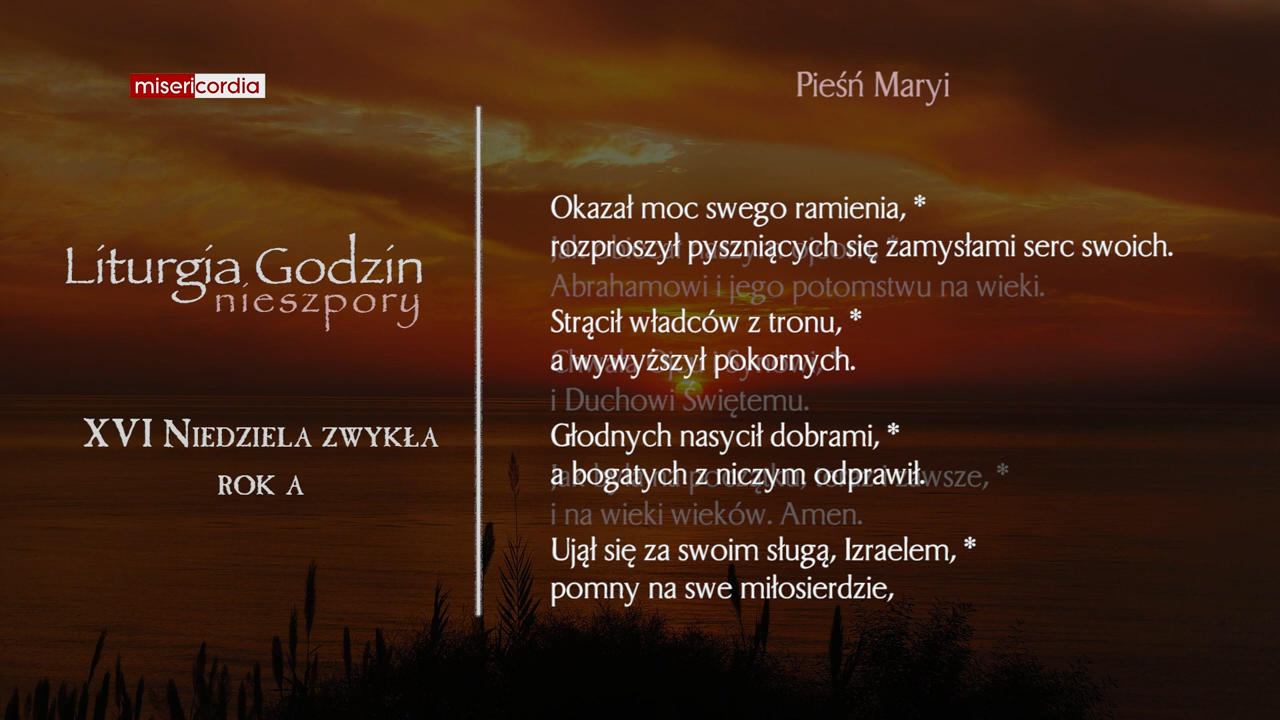 misericordia
Pieśń Maryi
Liturgia Godzin
nieszpory
XVI Niedziela zwykła
rok A
Okazał moc swego ramienia, *
rozproszył pyszniących się zamysłami serc swoich.
Abrahamowi i jego potomstwu na wieki.
Strącił władców z tronu, *
a wywyższył pokornych.
i Duchowi Świętemu.
Głodnych nasycił dobrami, *
a bogatych z niczym odprawił.
i na wieki wieków. Amen.
Ujął się za swoim sługą, Izraelem, *
pomny na swe miłosierdzie,